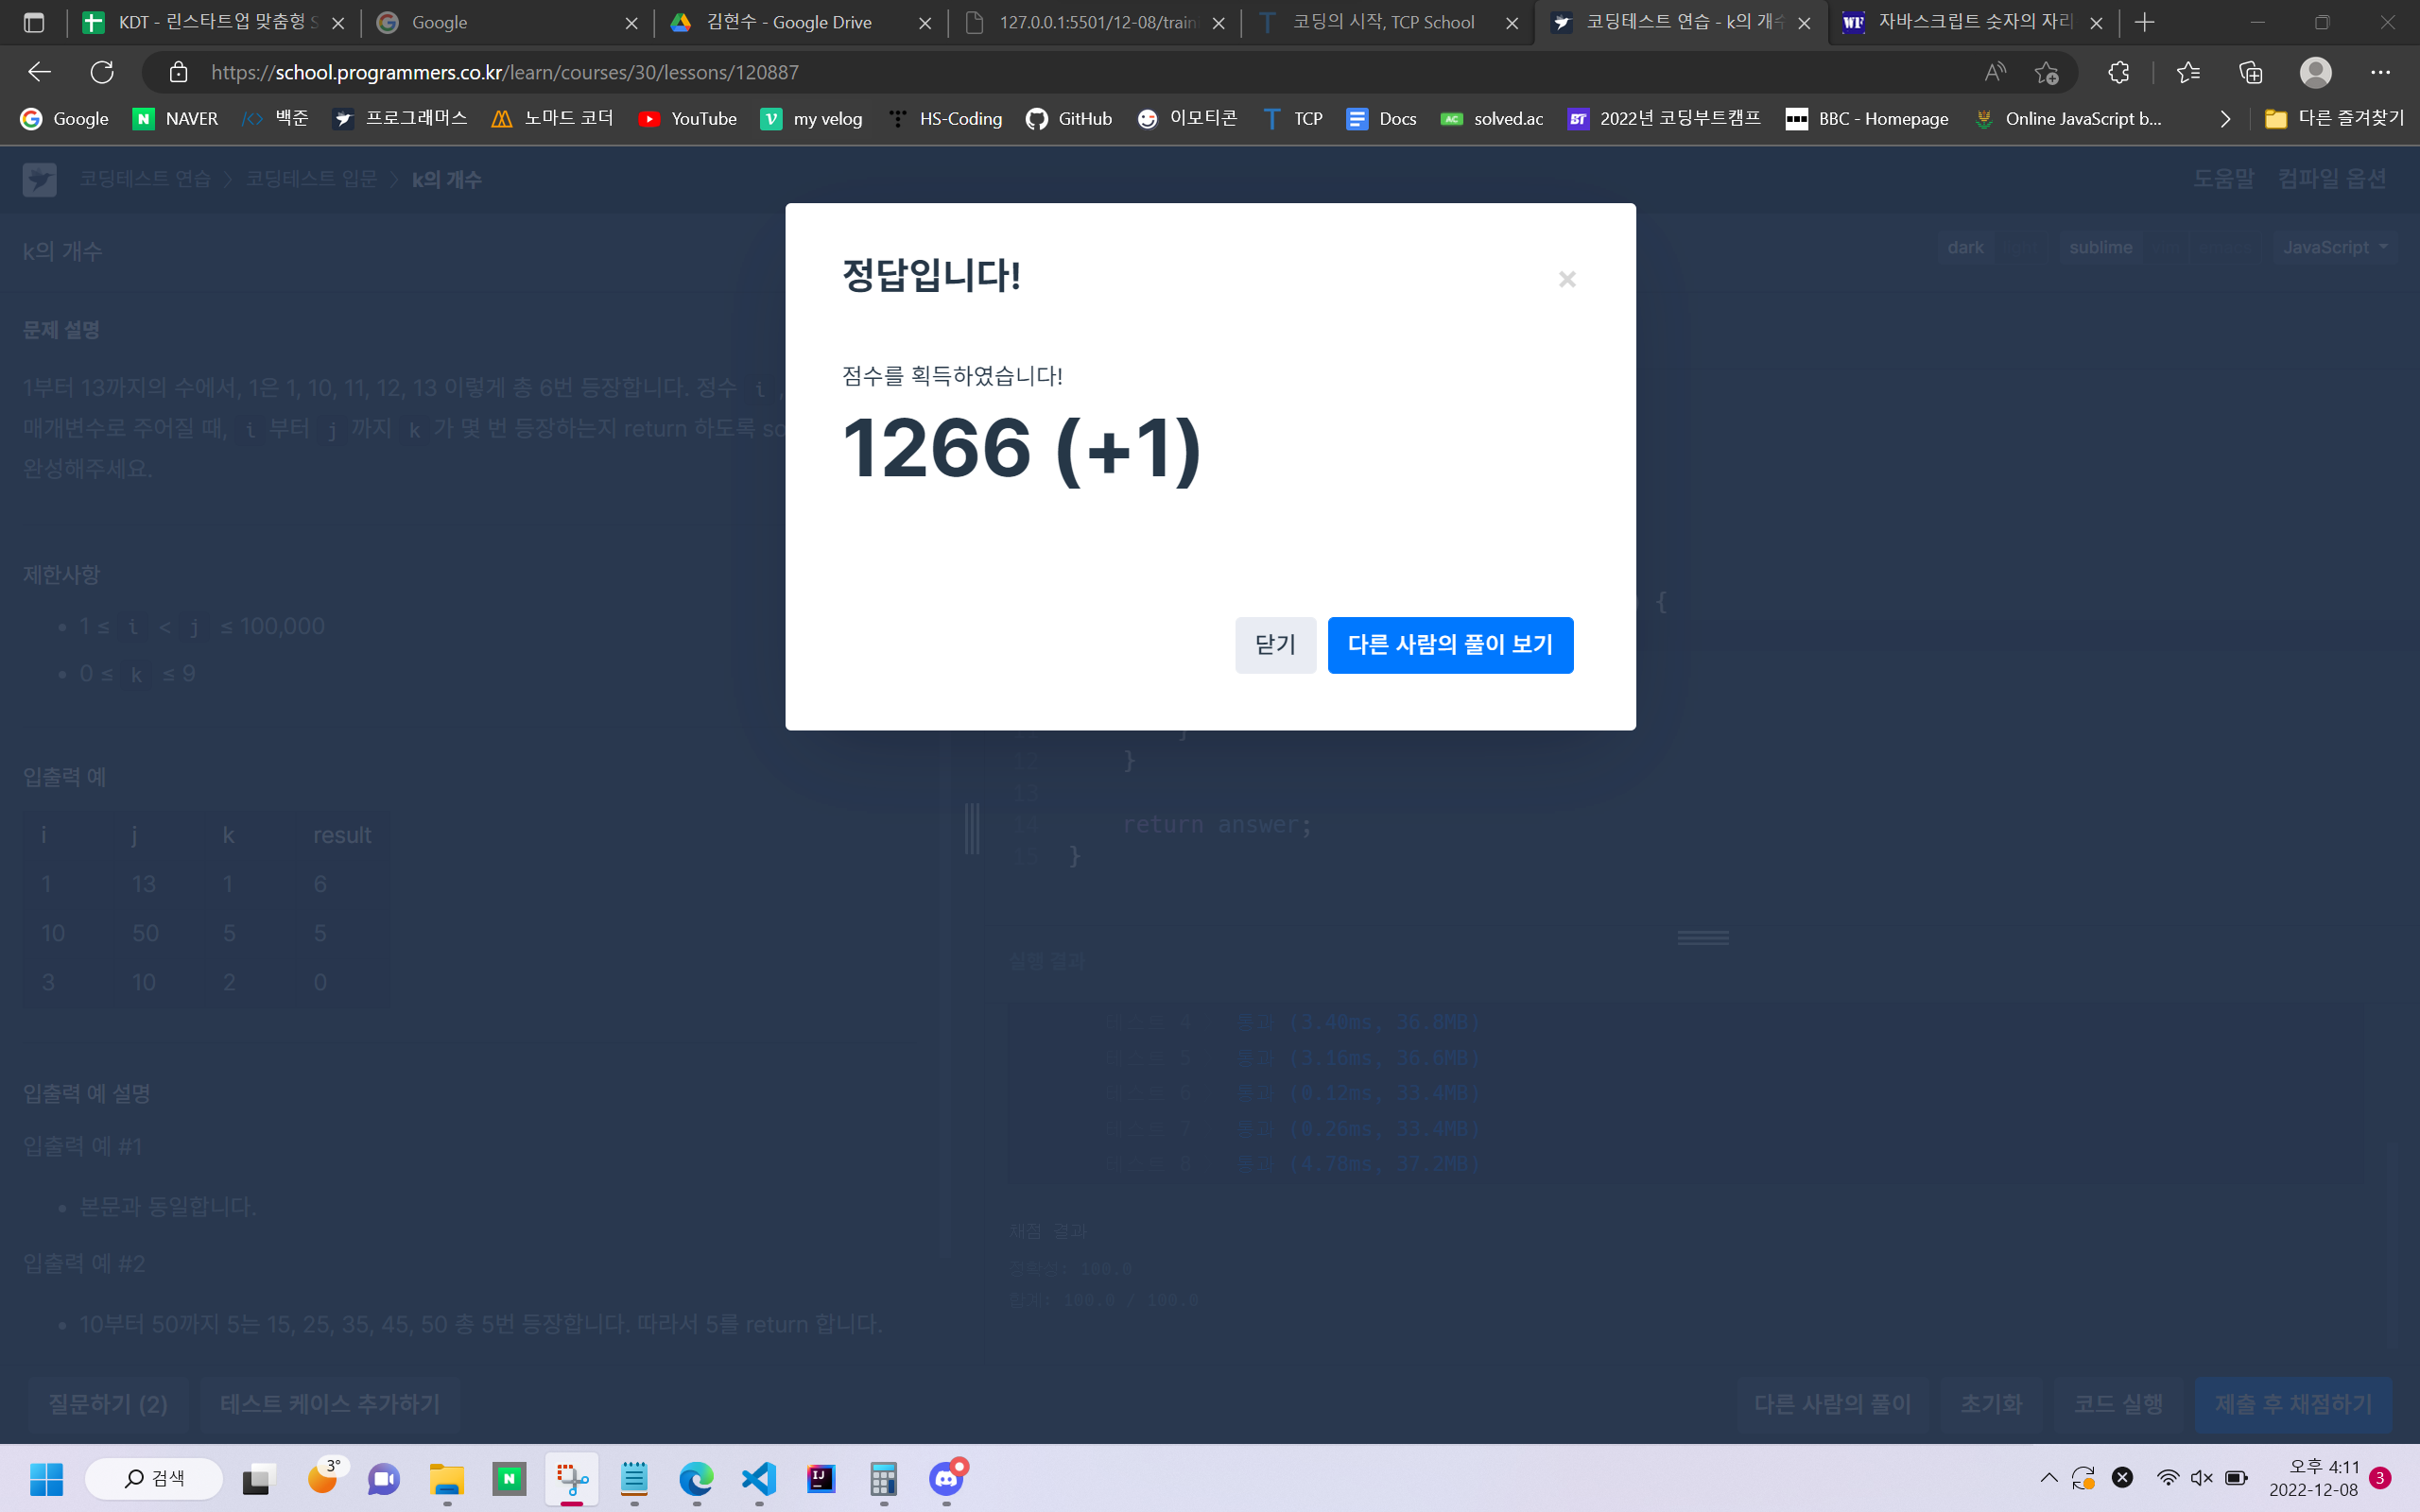 KDT - 린스타트업 맞춤형 S
Google
김현수 - Google Drive
127.0.0.1:5501/12-08/train
코딩의 시작, TCP School
코딩테스트 연습 - k의 개수
자바스크립트 숫자의 자리
https://school.programmers.co.kr/learn/courses/30/lessons/120887
Google
NAVER
백준
프로그래머스
노마드 코더
YouTube
my velog
HS-Coding
GitHub
이모티콘
TCP
Docs
solved.ac
2022년 코딩부트캠프
BBC - Homepage
Online JavaScript b...
다른 즐겨찾기
코딩테스트 연습 > 코딩테스트 입문 > k의 개수
도움말
컴파일 옵션
k의 개수
dark
sublime
JavaScript
정답입니다!
×
점수를 획득하였습니다!
1266 (+1)
닫기
다른 사람의 풀이 보기
문제 설명
1부터 13까지의 수에서, 1은 1, 10, 11, 12, 13 이렇게 총 6번 등장합니다. 정수 i ,
매개변수로 주어질 때, i 부터 j 까지 k 가 몇 번 등장하는지 return 하도록 so
완성해주세요.
제한사항
• 1 ≤ i < j ≤ 100,000
• 0 ≤ k ≤ 9
입출력 예
i j k result
1 13 1 6
10 50 5 5
3 10 2 0
입출력 예 설명
입출력 예 #1
• 본문과 동일합니다.
입출력 예 #2
• 10부터 50까지 5는 15, 25, 35, 45, 50 총 5번 등장합니다. 따라서 5를 return 합니다.
{
12 }
13
14 return answer;
15 }
실행 결과
테스트 4 통과 (3.40ms, 36.8MB)
테스트 5 통과 (3.16ms, 36.6MB)
테스트 6 통과 (0.12ms, 33.4MB)
테스트 7 통과 (0.26ms, 33.4MB)
테스트 8 통과 (4.78ms, 37.2MB)
채점 결과
정확성: 100.0
합계: 100.0 / 100.0
질문하기 (2)
테스트 케이스 추가하기
다른 사람의 풀이
초기화
코드 실행
제출 후 채점하기
검색
3°
오후 4:11
2022-12-08
3